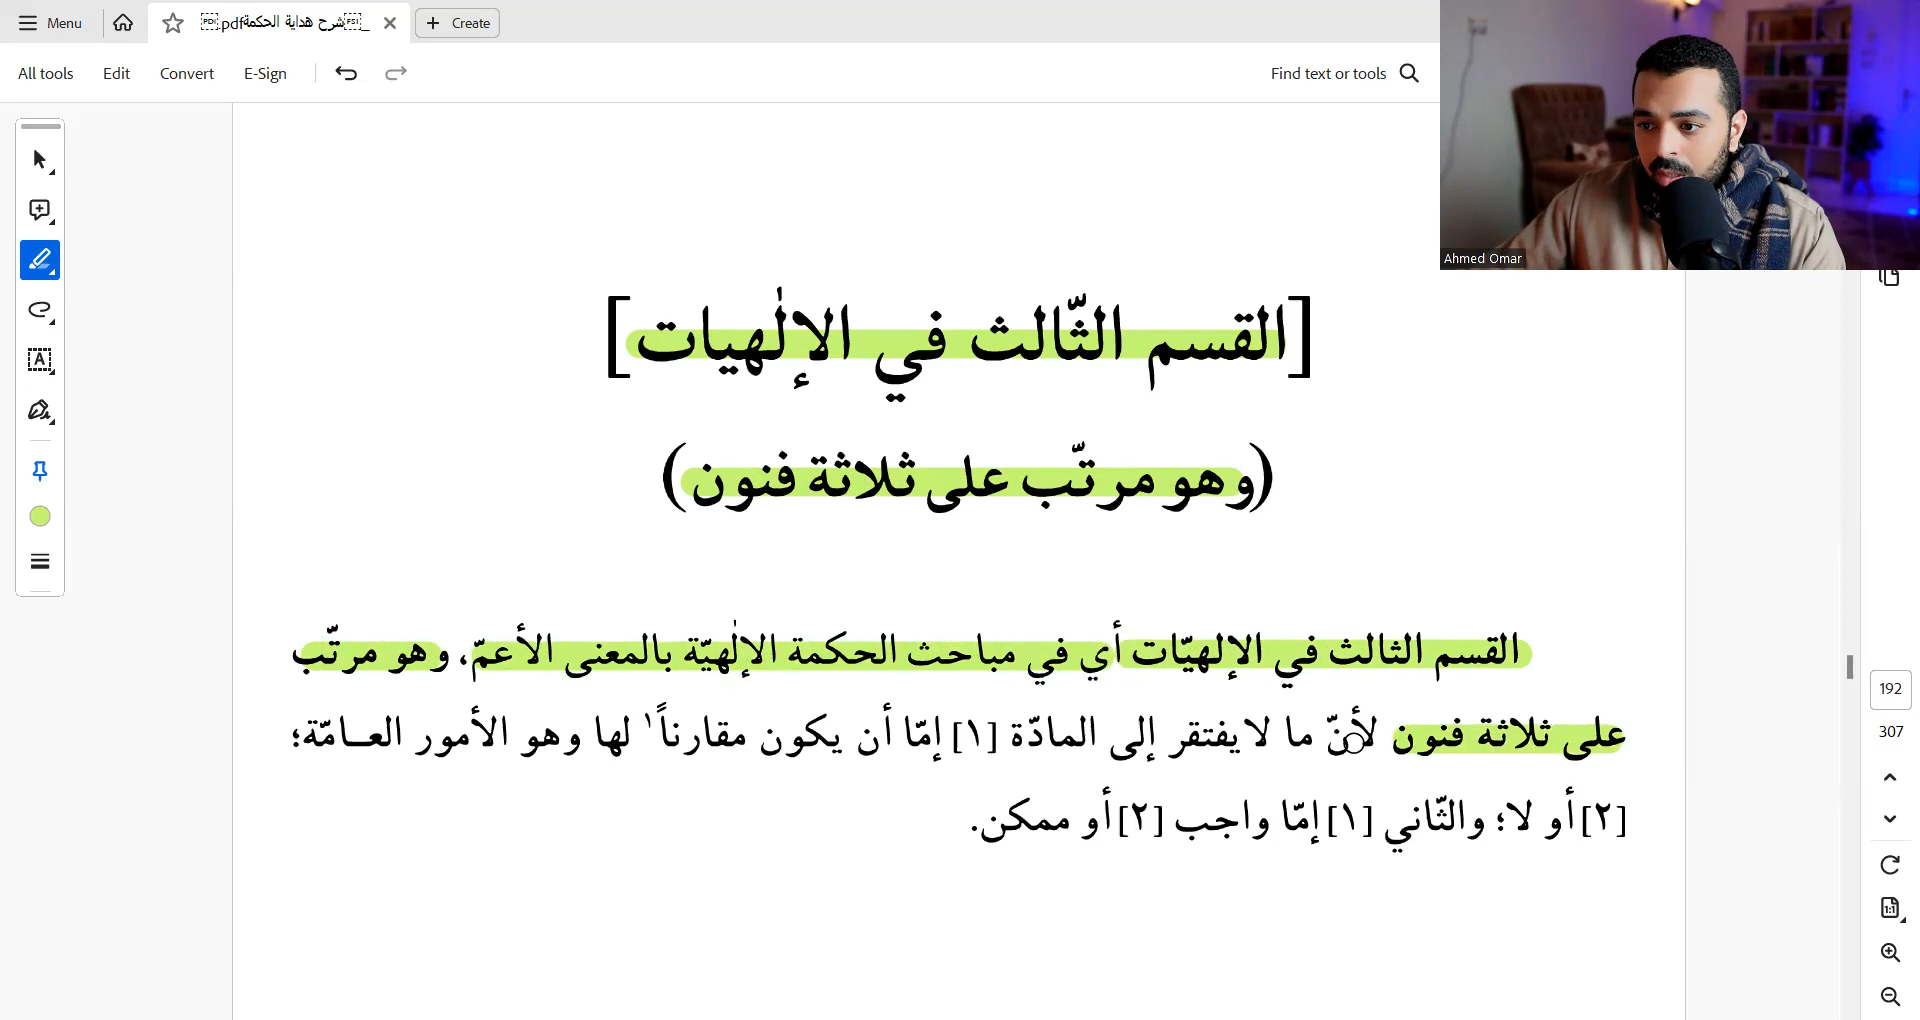 Menu
شرح هداية الحكمة_.pdf
Create
All tools
Edit
Convert
E-Sign
Find text or tools
Ahmed Omar
[القسم الثّالث في الإلٰهيات]
(وهو مرتّب على ثلاثة فنون)
القسم الثالث في الإلهيّات أي في مباحث الحكمة الإلٰهيّة بالمعنى الأعمّ، وهو مرتّب
على ثلاثة فنون لأنّ ما لا يفتقر إلى المادّة [١] إمّا أن يكون مقارناً١ لها وهو الأمور العــامّة؛
[٢] أو لا؛ والثّاني [١] إمّا واجب [٢] أو ممكن.
192
307